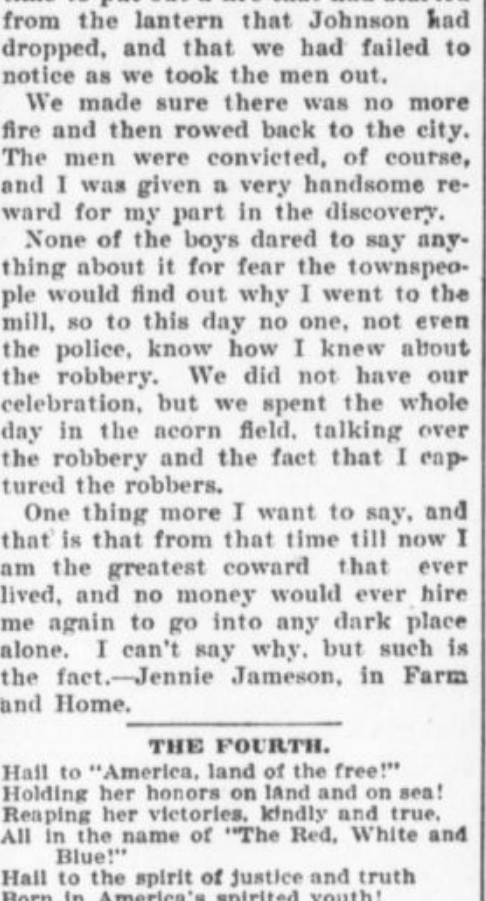 from the lantern that Johnson had
dropped, and that we had failed to
notice as we took the men out.
We made sure there was no more
fire and then rowed back to the city.
The men were convicted, of course,
and I was given a very handsome re-
ward for my part in the discovery.
None of the boys dared to say any-
thing about it for fear the townspeo-
ple would find out why I went to the
mill, so to this day no one, not even
the police, know how I knew about
the robbery. We did not have our
celebration, but we spent the whole
day in the acorn field, talking over
the robbery and the fact that I cap-
tured the robbers.
One thing more I want to say, and
that is that from that time till now I
am the greatest coward that ever
lived, and no money would ever hire
me again to go into any dark place
alone. I can't say why, but such is
the fact.—Jennie Jameson, in Farm
and Home.
THE FOURTH.
Hail to "America, land of the free!"
Holding her honors on land and on sea!
Reaping her victories, kindly and true,
All in the name of "The Red, White and
Blue!"
Hail to the spirit of justice and truth
Born in America's spirited youth!